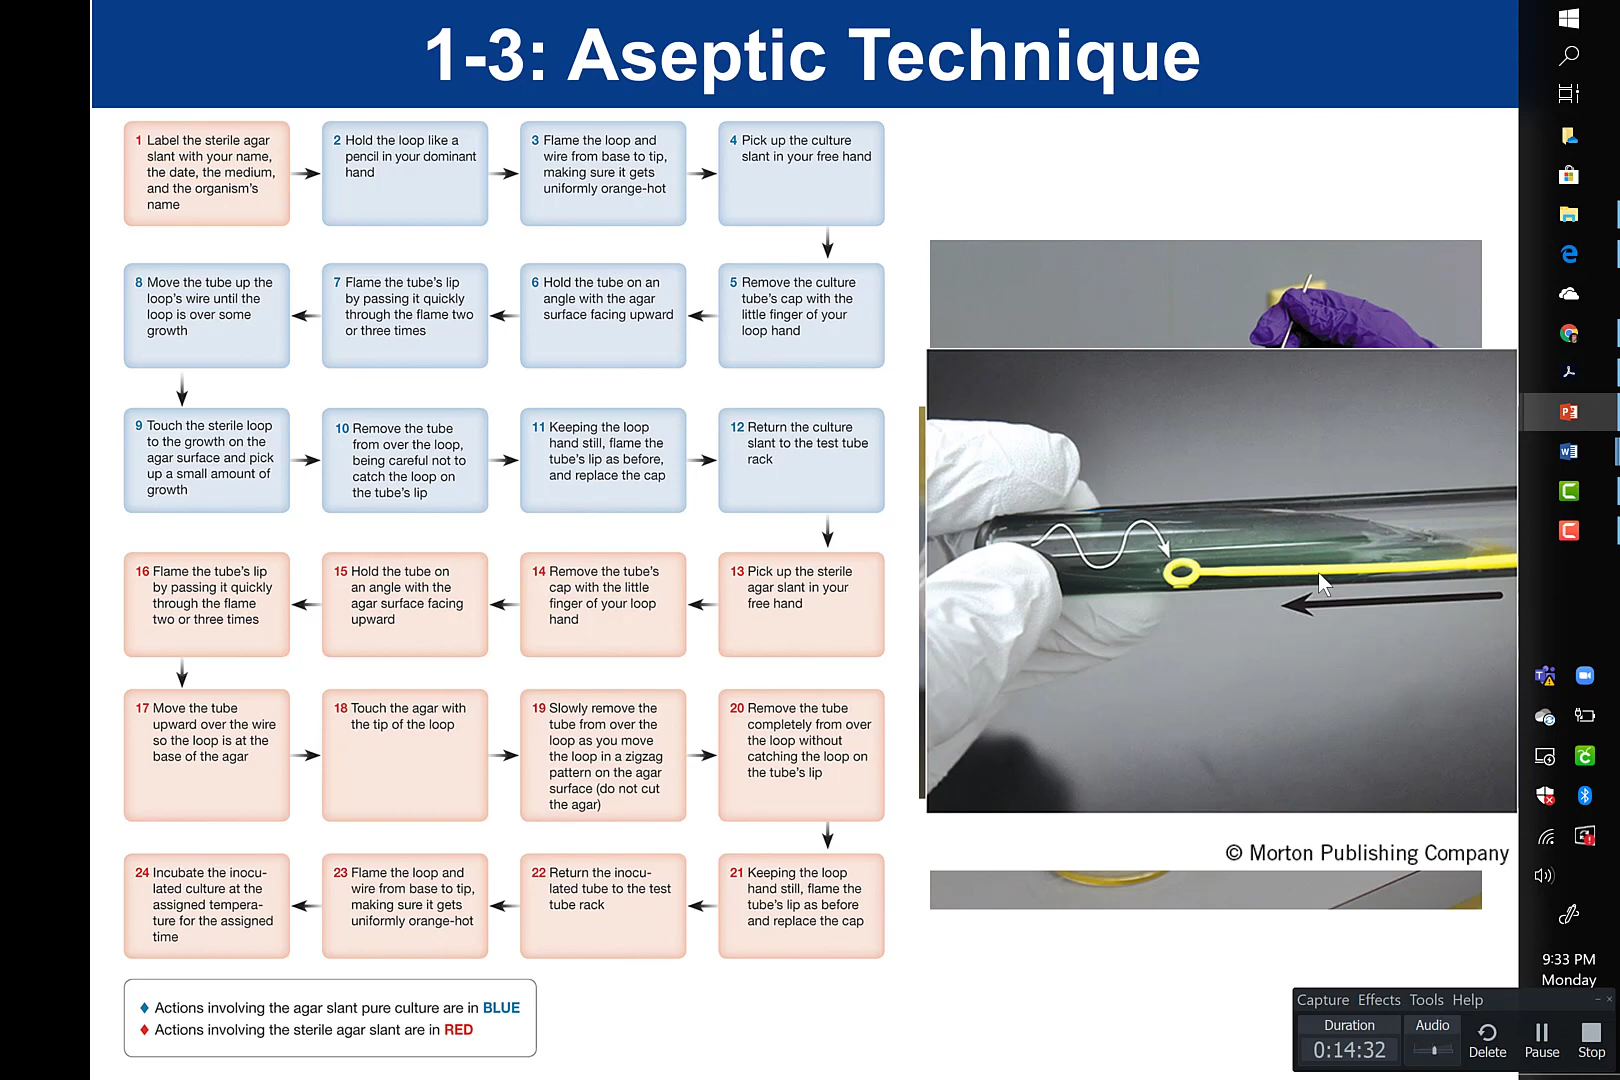 1-3: Aseptic Technique
1 Label the sterile agar
slant with your name,
the date, the medium,
and the organism's
name
2 Hold the loop like a
pencil in your dominant
hand
3 Flame the loop and
wire from base to tip,
making sure it gets
uniformly orange-hot
4 Pick up the culture
slant in your free hand
5 Remove the culture
tube's cap with the
little finger of your
loop hand
6 Hold the tube on an
angle with the agar
surface facing upward
7 Flame the tube's lip
by passing it quickly
through the flame two
or three times
8 Move the tube up the
loop's wire until the
loop is over some
growth
9 Touch the sterile loop
to the growth on the
agar surface and pick
up a small amount of
growth
10 Remove the tube
from over the loop,
being careful not to
catch the loop on
the tube's lip
11 Keeping the loop
hand still, flame the
tube's lip as before,
and replace the cap
12 Return the culture
slant to the test tube
rack
13 Pick up the sterile
agar slant in your
free hand
14 Remove the tube's
cap with the little
finger of your loop
hand
15 Hold the tube on
an angle with the
agar surface facing
upward
16 Flame the tube's lip
by passing it quickly
through the flame
two or three times
17 Move the tube
upward over the wire
so the loop is at the
base of the agar
18 Touch the agar with
the tip of the loop
19 Slowly remove the
tube from over the
loop as you move
the loop in a zigzag
pattern on the agar
surface (do not cut
the agar)
20 Remove the tube
completely from over
the loop without
catching the loop on
the tube's lip
21 Keeping the loop
hand still, flame the
tube's lip as before
and replace the cap
22 Return the inocu-
lated tube to the test
tube rack
23 Flame the loop and
wire from base to tip,
making sure it gets
uniformly orange-hot
24 Incubate the inocu-
lated culture at the
assigned tempera-
ture for the assigned
time
♦ Actions involving the agar slant pure culture are in BLUE
♦ Actions involving the sterile agar slant are in RED
© Morton Publishing Company
9:33 PM
Monday
Capture Effects Tools Help
Duration
0:14:32
Audio
Delete
Pause
Stop